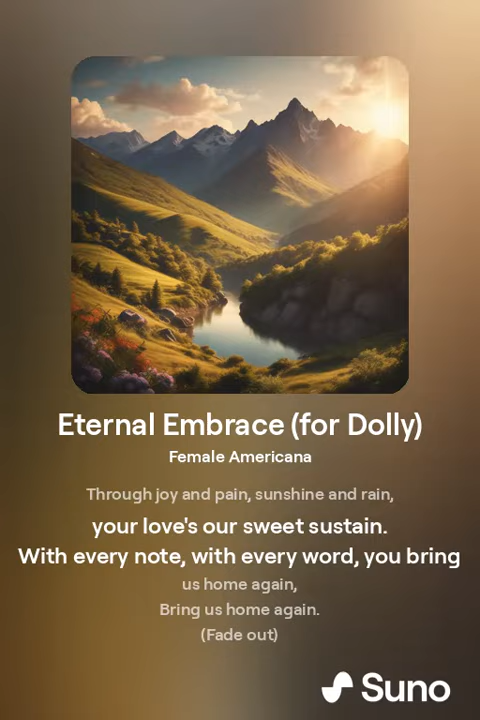 Eternal Embrace (for Dolly)
Female Americana
Through joy and pain, sunshine and rain,
your love's our sweet sustain.
With every note, with every word, you bring
us home again,
Bring us home again.
(Fade out)
Suno